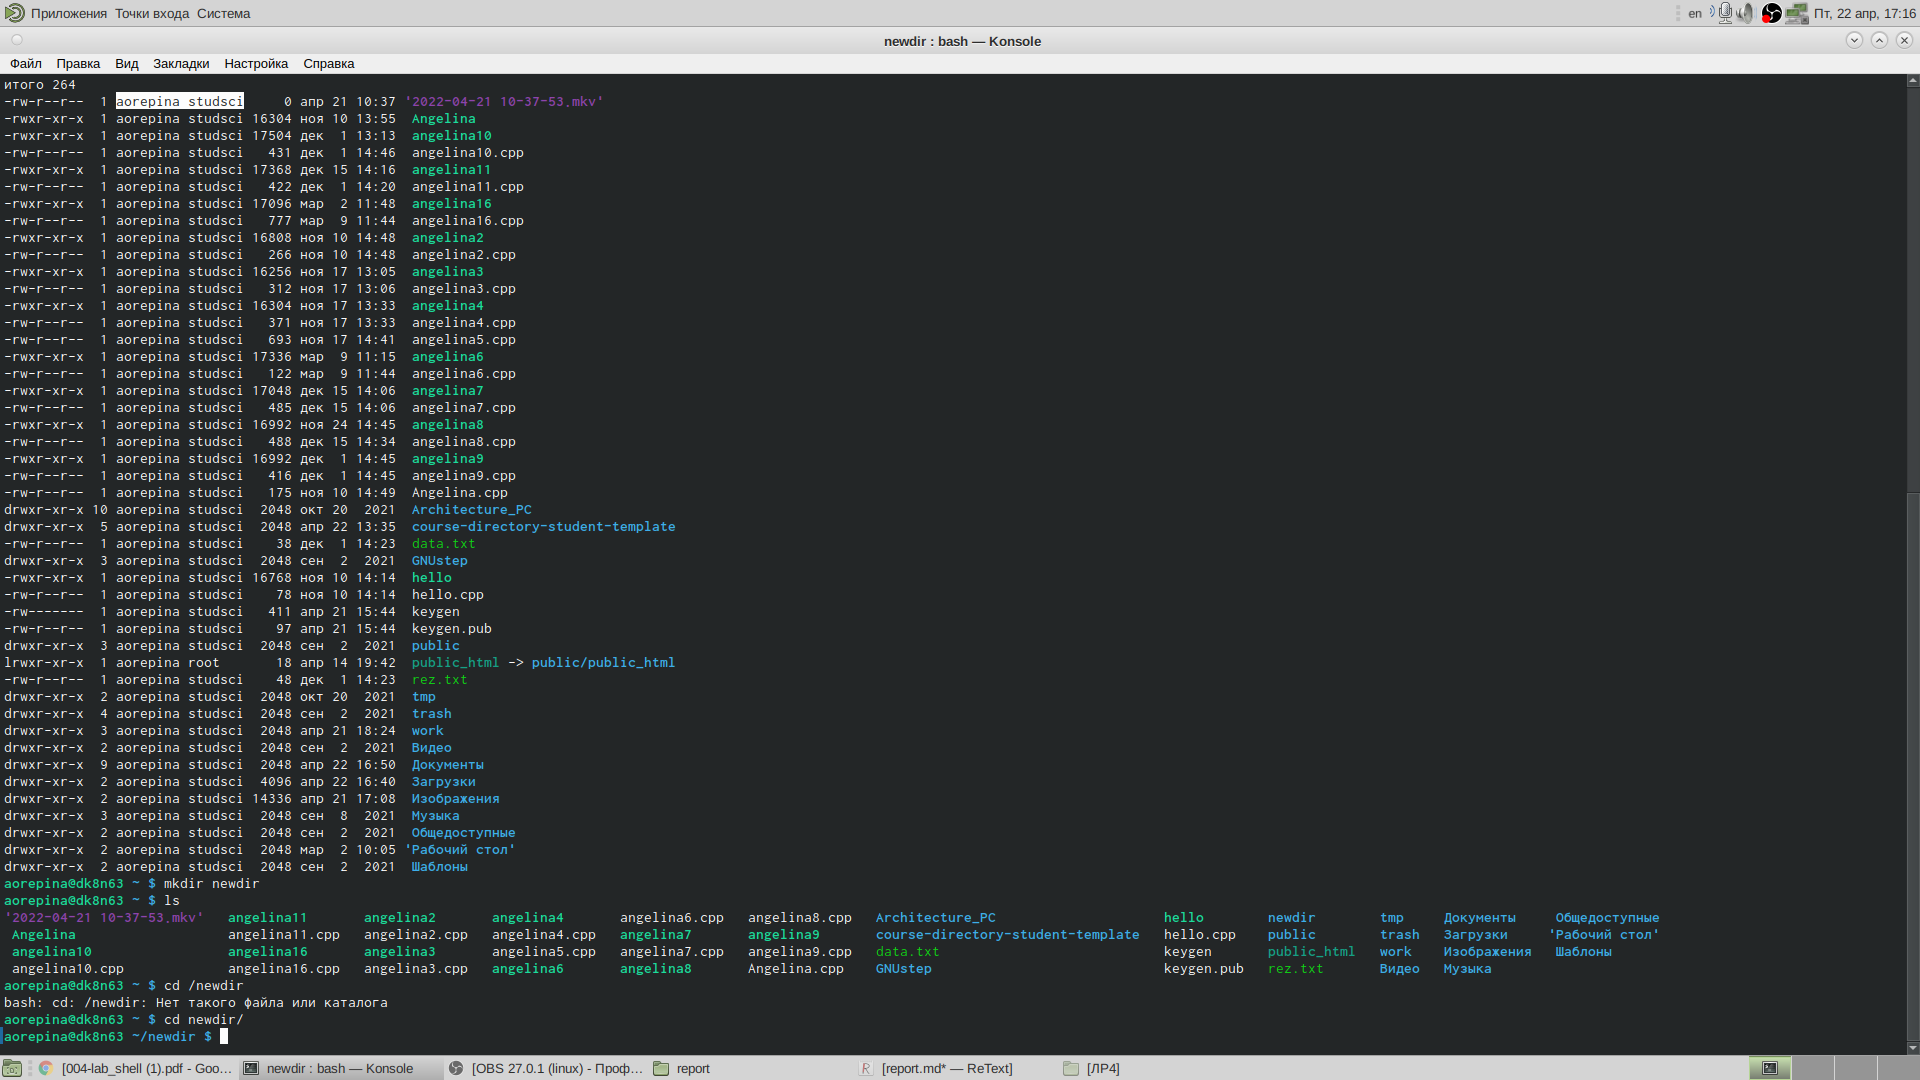 Приложения Точки входа Система
en Пт, 22 апр, 17:16
newdir : bash — Konsole
Файл Правка Вид Закладки Настройка Справка
итого 264
-rw-r--r--  1 aorepina studsci     0 апр 21 10:37 '2022-04-21 10-37-53.mkv'
-rwxr-xr-x  1 aorepina studsci 16304 ноя 10 13:55  Angelina
-rwxr-xr-x  1 aorepina studsci 17504 дек  1 13:13  angelina10
-rw-r--r--  1 aorepina studsci   431 дек  1 14:46  angelina10.cpp
-rwxr-xr-x  1 aorepina studsci 17368 дек 15 14:16  angelina11
-rw-r--r--  1 aorepina studsci   422 дек  1 14:20  angelina11.cpp
-rwxr-xr-x  1 aorepina studsci 17096 мар  2 11:48  angelina16
-rw-r--r--  1 aorepina studsci   777 мар  9 11:44  angelina16.cpp
-rwxr-xr-x  1 aorepina studsci 16808 ноя 10 14:48  angelina2
-rw-r--r--  1 aorepina studsci   266 ноя 10 14:48  angelina2.cpp
-rwxr-xr-x  1 aorepina studsci 16256 ноя 17 13:05  angelina3
-rw-r--r--  1 aorepina studsci   312 ноя 17 13:06  angelina3.cpp
-rwxr-xr-x  1 aorepina studsci 16304 ноя 17 13:33  angelina4
-rw-r--r--  1 aorepina studsci   371 ноя 17 13:33  angelina4.cpp
-rw-r--r--  1 aorepina studsci   693 ноя 17 14:41  angelina5.cpp
-rwxr-xr-x  1 aorepina studsci 17336 мар  9 11:15  angelina6
-rw-r--r--  1 aorepina studsci   122 мар  9 11:44  angelina6.cpp
-rwxr-xr-x  1 aorepina studsci 17048 дек 15 14:06  angelina7
-rw-r--r--  1 aorepina studsci   485 дек 15 14:06  angelina7.cpp
-rwxr-xr-x  1 aorepina studsci 16992 ноя 24 14:45  angelina8
-rw-r--r--  1 aorepina studsci   488 дек 15 14:34  angelina8.cpp
-rwxr-xr-x  1 aorepina studsci 16992 дек  1 14:45  angelina9
-rw-r--r--  1 aorepina studsci   416 дек  1 14:45  angelina9.cpp
-rw-r--r--  1 aorepina studsci   175 ноя 10 14:49  Angelina.cpp
drwxr-xr-x 10 aorepina studsci  2048 окт 20  2021  Architecture_PC
drwxr-xr-x  5 aorepina studsci  2048 апр 22 13:35  course-directory-student-template
-rw-r--r--  1 aorepina studsci    38 дек  1 14:23  data.txt
drwxr-xr-x  3 aorepina studsci  2048 сен  2  2021  GNUstep
-rwxr-xr-x  1 aorepina studsci 16768 ноя 10 14:14  hello
-rw-r--r--  1 aorepina studsci    78 ноя 10 14:14  hello.cpp
-rw-------  1 aorepina studsci   411 апр 21 15:44  keygen
-rw-r--r--  1 aorepina studsci    97 апр 21 15:44  keygen.pub
drwxr-xr-x  3 aorepina studsci  2048 сен  2  2021  public
lrwxr-xr-x  1 aorepina root       18 апр 14 19:42  public_html -> public/public_html
-rw-r--r--  1 aorepina studsci    48 дек  1 14:23  rez.txt
drwxr-xr-x  2 aorepina studsci  2048 окт 20  2021  tmp
drwxr-xr-x  4 aorepina studsci  2048 сен  2  2021  trash
drwxr-xr-x  3 aorepina studsci  2048 апр 21 18:24  work
drwxr-xr-x  2 aorepina studsci  2048 сен  2  2021  Видео
drwxr-xr-x  9 aorepina studsci  2048 апр 22 16:50  Документы
drwxr-xr-x  2 aorepina studsci  4096 апр 22 16:40  Загрузки
drwxr-xr-x  2 aorepina studsci 14336 апр 21 17:08  Изображения
drwxr-xr-x  3 aorepina studsci  2048 сен  8  2021  Музыка
drwxr-xr-x  2 aorepina studsci  2048 сен  2  2021  Общедоступные
drwxr-xr-x  2 aorepina studsci  2048 мар  2 10:05 'Рабочий стол'
drwxr-xr-x  2 aorepina studsci  2048 сен  2  2021  Шаблоны
aorepina@dk8n63 ~ $ mkdir newdir
aorepina@dk8n63 ~ $ ls
'2022-04-21 10-37-53.mkv'   angelina11       angelina2       angelina4       angelina6.cpp   angelina8.cpp   Architecture_PC                     hello        newdir        tmp     Документы     Общедоступные
 Angelina                   angelina11.cpp   angelina2.cpp   angelina4.cpp   angelina7       angelina9       course-directory-student-template   hello.cpp    public        trash   Загрузки     'Рабочий стол'
 angelina10                 angelina16       angelina3       angelina5.cpp   angelina7.cpp   angelina9.cpp   data.txt                            keygen       public_html   work    Изображения   Шаблоны
 angelina10.cpp             angelina16.cpp   angelina3.cpp   angelina6       angelina8       Angelina.cpp    GNUstep                             keygen.pub   rez.txt       Видео   Музыка
aorepina@dk8n63 ~ $ cd /newdir
bash: cd: /newdir: Нет такого файла или каталога
aorepina@dk8n63 ~ $ cd newdir/
aorepina@dk8n63 ~/newdir $
[004-lab_shell (1).pdf - Goo... newdir : bash — Konsole [OBS 27.0.1 (linux) - Проф... report [report.md* — ReText] [ЛР4]